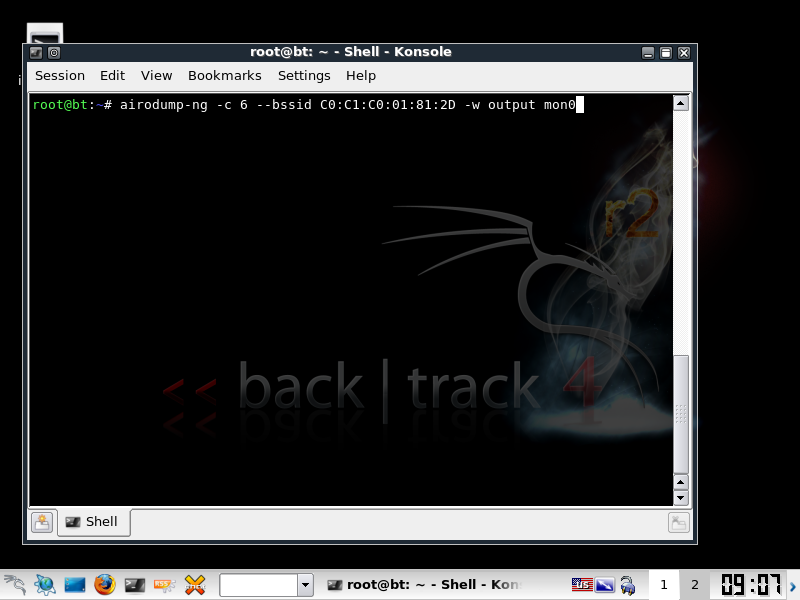 root@bt: ~ - Shell - Konsole
Session Edit View Bookmarks Settings Help
root@bt:~# airodump-ng -c 6 --bssid C0:C1:C0:01:81:2D -w output mon0
r2
<< back | track 4
Shell
root@bt: ~ - Shell - Kon
1 2 09:07